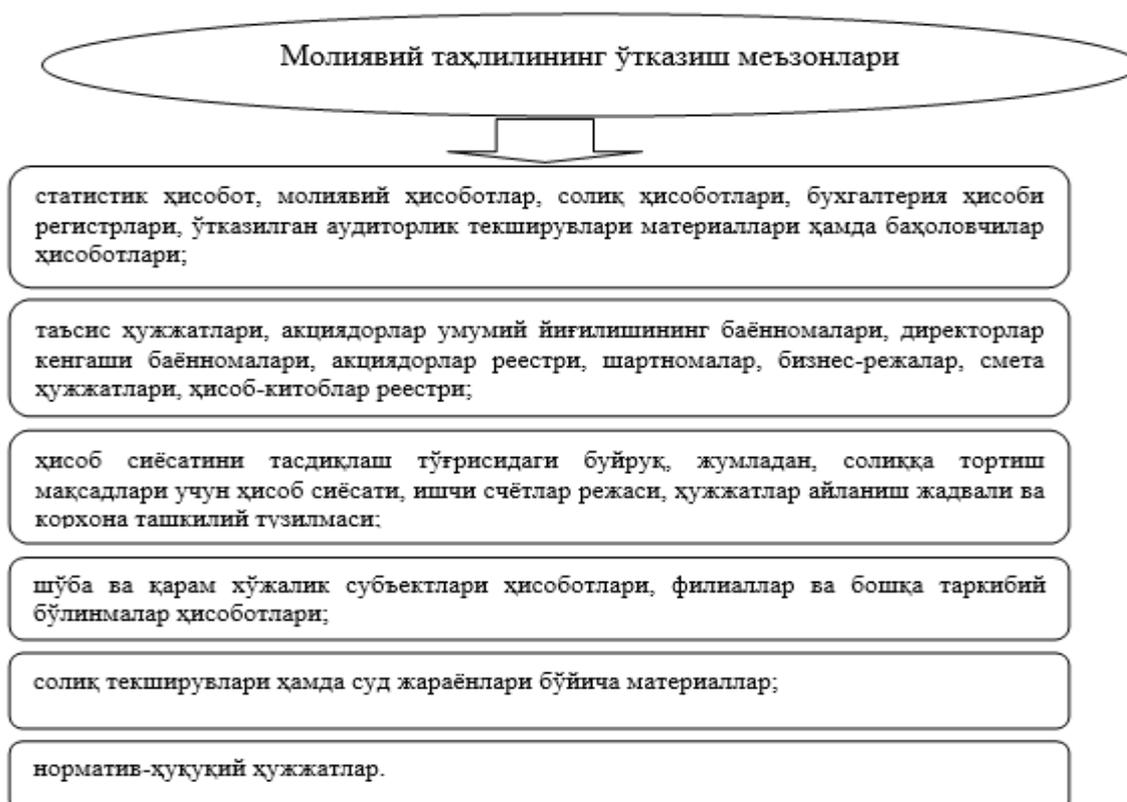 Молиявий таҳлилининг ўтказиш меъзонлари
статистик ҳисобот, молиявий ҳисоботлар, солиқ ҳисоботлари, бухгалтерия ҳисоби
регистрлари, ўтказилган аудиторлик текширувлари материаллари ҳамда баҳоловчилар
ҳисоботлари;
таъсис ҳужжатлари, акциядорлар умумий йиғилишининг баённомалари, директорлар
кенгаши баённомалари, акциядорлар реестри, шартномалар, бизнес-режалар, смета
ҳужжатлари, ҳисоб-китоблар реестри;
ҳисоб сиёсатини тасдиқлаш тўғрисидаги буйруқ, жумладан, солиққа тортиш
мақсадлари учун ҳисоб сиёсати, ишчи счётлар режаси, ҳужжатлар айланиш жадвали ва
корхона ташкилий тузилмаси;
шўба ва қарам хўжалик субъектлари ҳисоботлари, филиаллар ва бошқа таркибий
бўлинмалар ҳисоботлари;
солиқ текширувлари ҳамда суд жараёнлари бўйича материаллар;
норматив-ҳуқуқий ҳужжатлар.